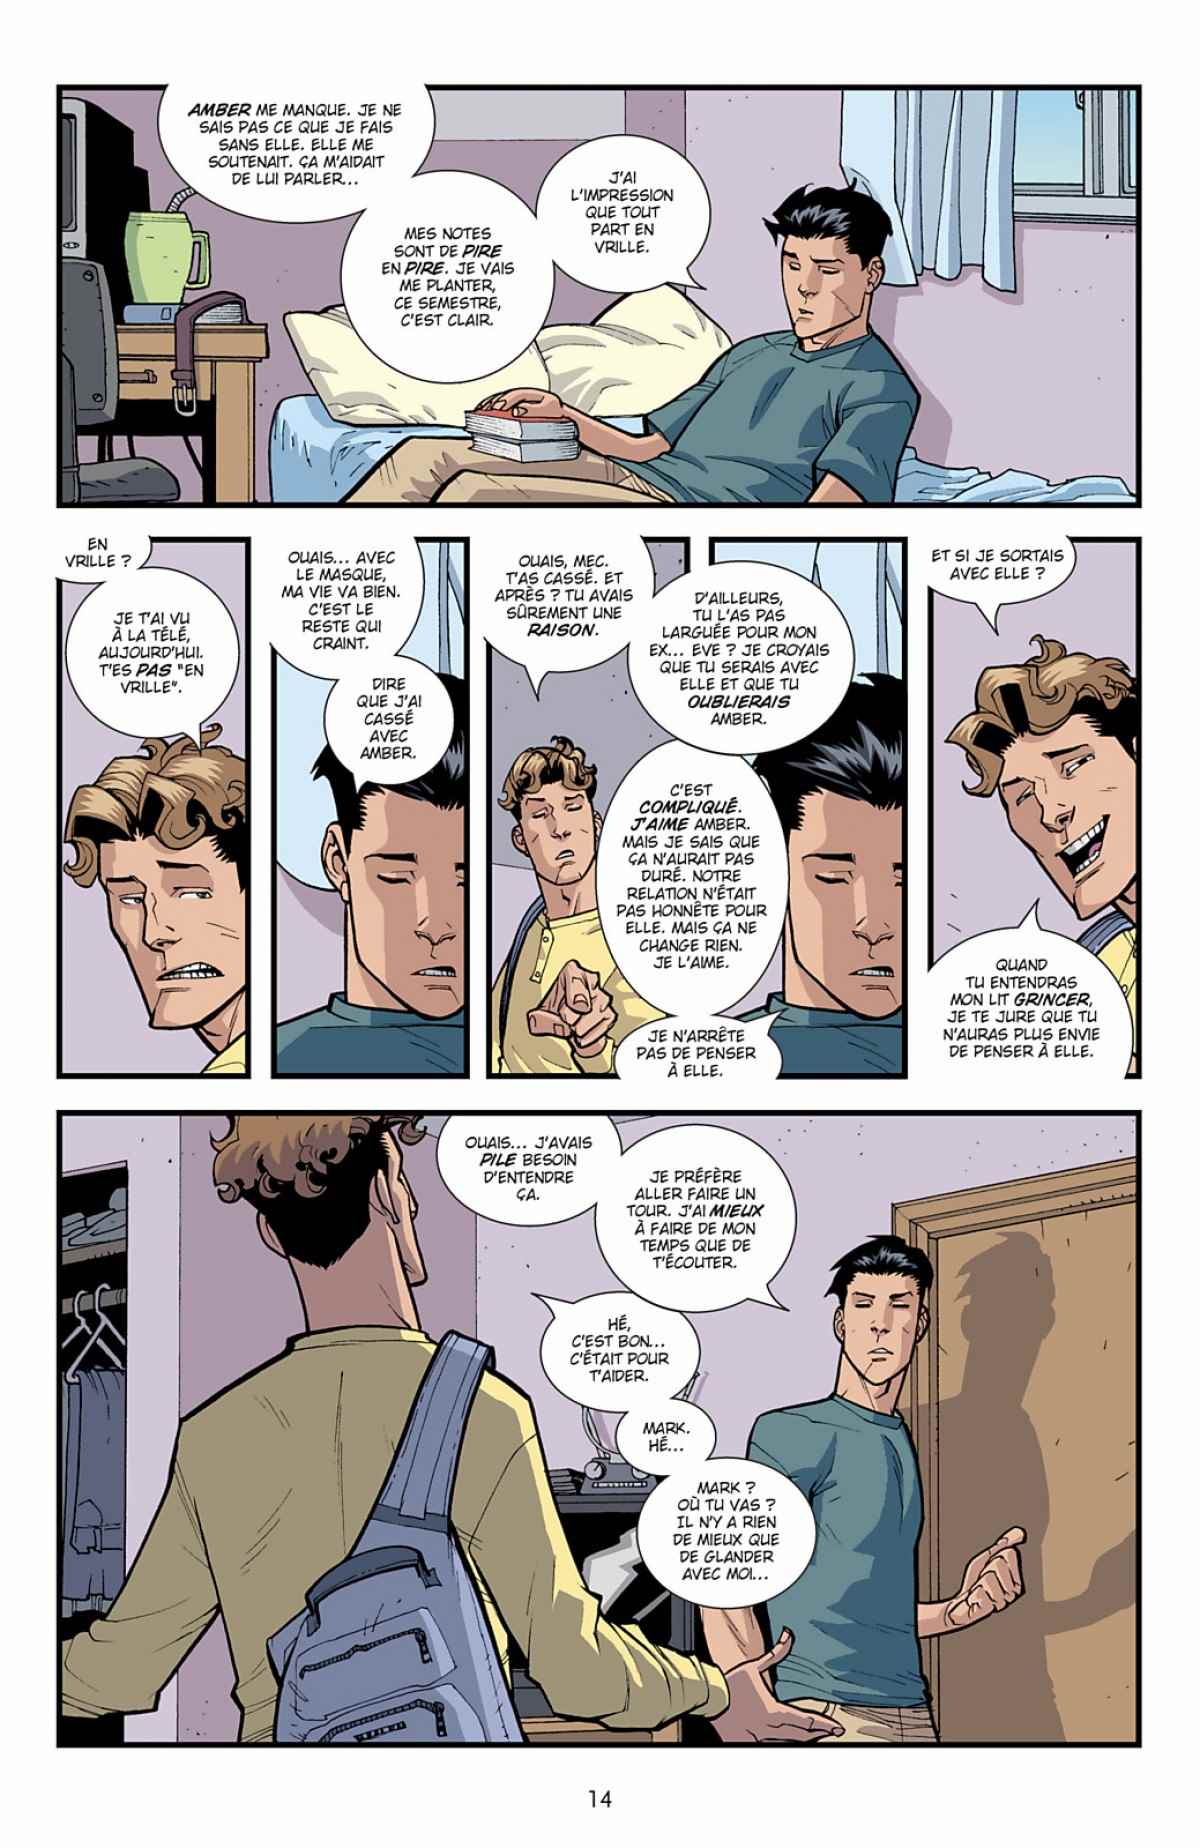 AMBER ME MANQUE. JE NE
SAIS PAS CE QUE JE FAIS
SANS ELLE. ELLE ME
SOUTENAIT. ÇA M'AIDAIT
DE LUI PARLER...
MES NOTES
SONT DE PIRE
EN PIRE. JE VAIS
ME PLANTER,
CE SEMESTRE,
C'EST CLAIR.
J'AI
L'IMPRESSION
QUE TOUT
PART EN
VRILLE.
EN
VRILLE ?
JE T'AI VU
À LA TÉLÉ,
AUJOURD'HUI.
T'ES PAS "EN
VRILLE".
OUAIS... AVEC
LE MASQUE,
MA VIE VA BIEN.
C'EST LE
RESTE QUI
CRAINT.
DIRE
QUE J'AI
CASSÉ
AVEC
AMBER.
OUAIS, MEC.
T'AS CASSÉ. ET
APRÈS ? TU AVAIS
SÛREMENT UNE
RAISON.
D'AILLEURS,
TU L'AS PAS
LARGUÉE POUR MON
EX... EVE ? JE CROYAIS
QUE TU SERAIS AVEC
ELLE ET QUE TU
OUBLIERAIS
AMBER.
C'EST
COMPLIQUÉ.
J'AIME AMBER.
MAIS JE SAIS QUE
ÇA N'AURAIT PAS
DURÉ. NOTRE
RELATION N'ÉTAIT
PAS HONNÊTE POUR
ELLE. MAIS ÇA NE
CHANGE RIEN.
JE L'AIME.
JE N'ARRÊTE
PAS DE PENSER
À ELLE.
ET SI JE SORTAIS
AVEC ELLE ?
QUAND
TU ENTENDRAS
MON LIT GRINCER,
JE TE JURE QUE TU
N'AURAS PLUS ENVIE
DE PENSER À ELLE.
OUAIS... J'AVAIS
PILE BESOIN
D'ENTENDRE
ÇA.
JE PRÉFÈRE
ALLER FAIRE UN
TOUR. J'AI MIEUX
À FAIRE DE MON
TEMPS QUE DE
T'ÉCOUTER.
HÉ,
C'EST BON...
C'ÉTAIT POUR
T'AIDER.
MARK.
HÉ...
MARK ?
OÙ TU VAS ?
IL N'Y A RIEN
DE MIEUX QUE
DE GLANDER
AVEC MOI...
14